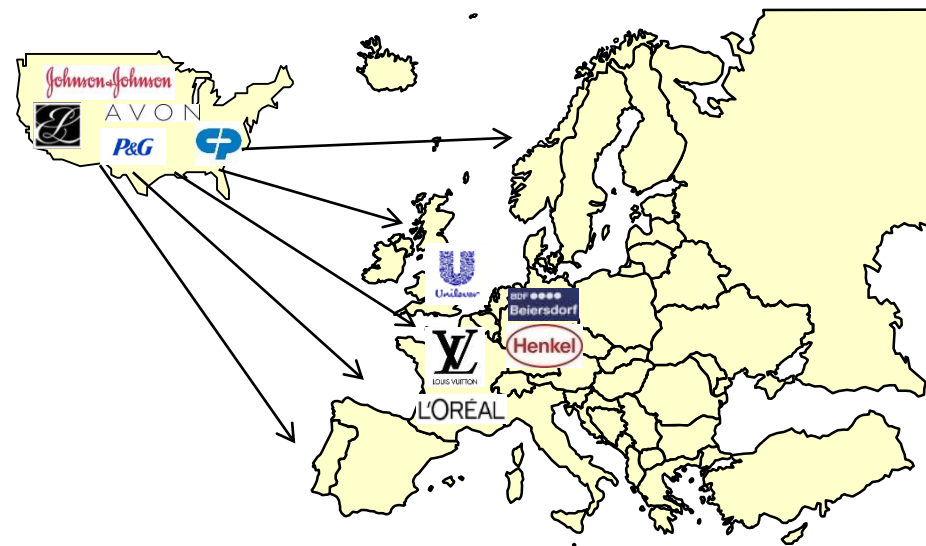 Johnson & Johnson
L
AVON
P&G
CP
Unilever
BDF
Beiersdorf
Henkel
LV
LOUIS VUITTON
L'ORÉAL